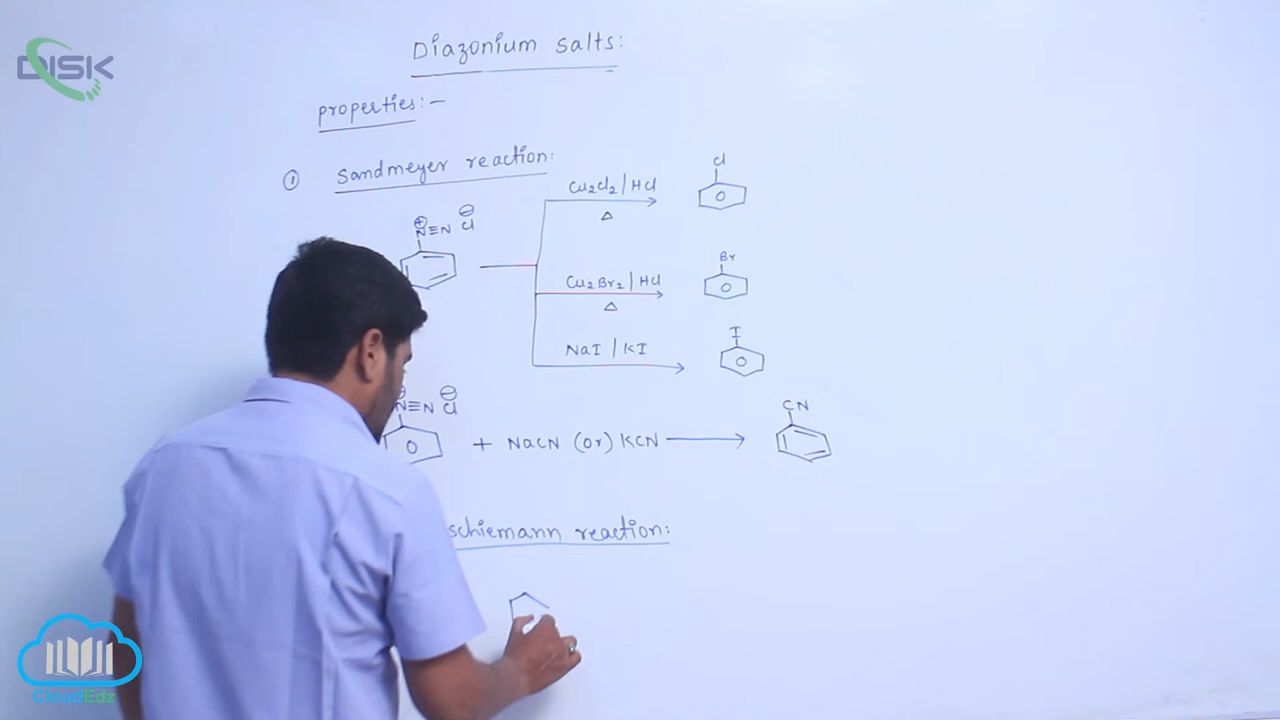 DISK
Diazonium salts:
properties:-
① Sandmeyer reaction:
Cu₂Cl₂ / HCl
△
Cl
⊕ N≡N ⊖ Cl
Cu₂Br₂ / HCl
△
Br
NaI / KI
I
N≡N ⊖ Cl
+ NaCN (or) KCN
CN
schiemann reaction:
CloudEdz